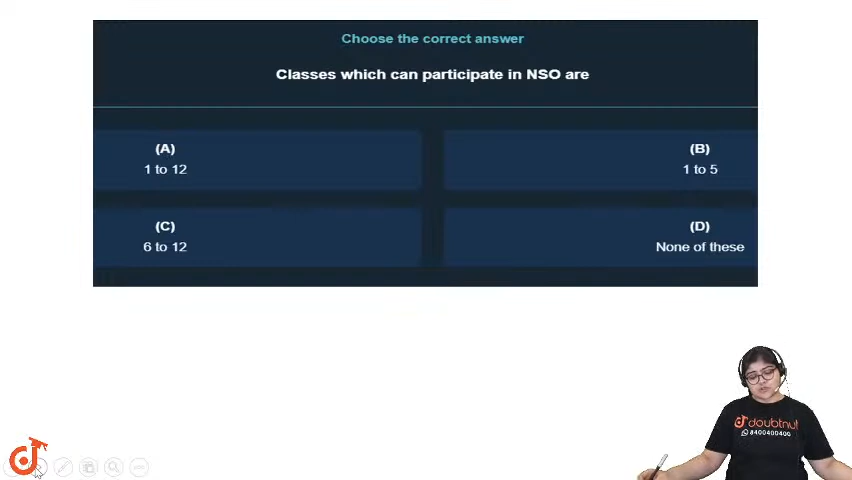 Choose the correct answer
Classes which can participate in NSO are
(A)
1 to 12
(B)
1 to 5
(C)
6 to 12
(D)
None of these
doubtnut
8400400400